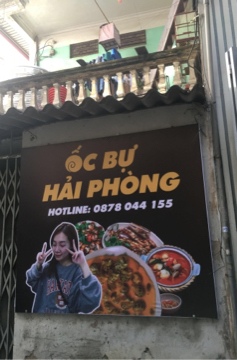 ỐC BỰ
HẢI PHÒNG
HOTLINE: 0878 044 155